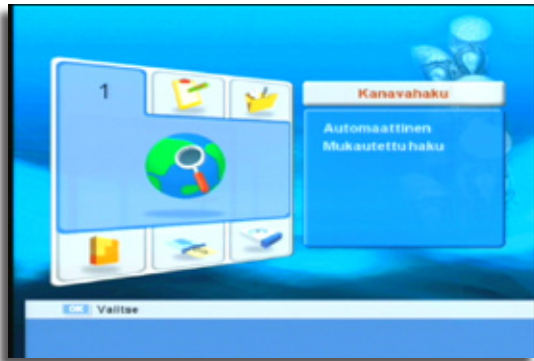 1
Kanavahaku
Automaattinen
Mukautettu haku
OK Valitse